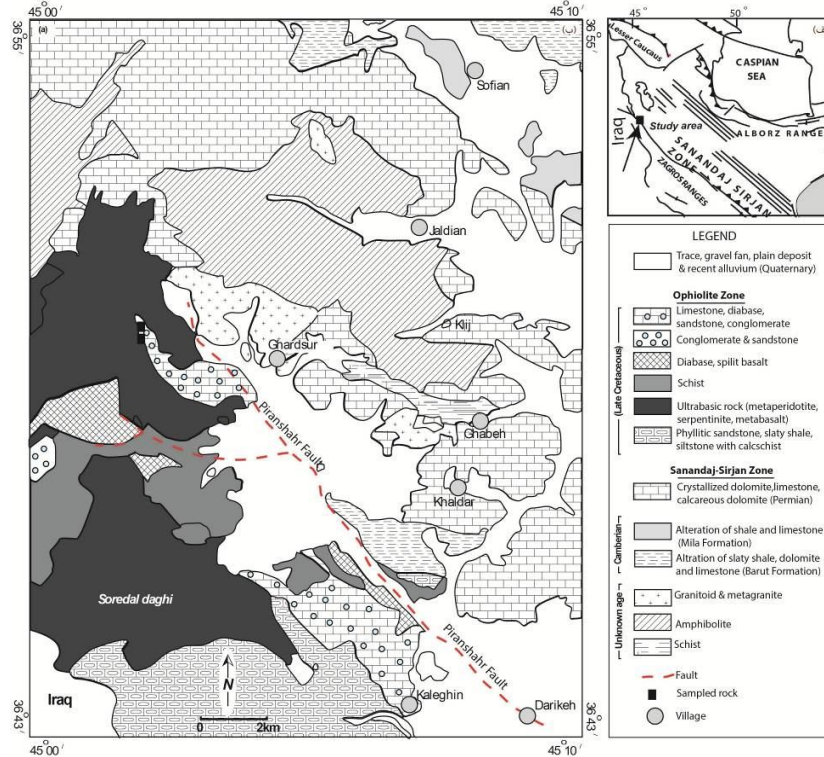 45 00 ′
45 10 ′
36° 55 ′
36° 55 ′
(a)
(ب)
Sofian
Jaldian
Klij
Ghardsur
Piranshahr Fault
Ghabeh
Khaldar
Soredal daghi
Piranshahr Fault
Iraq
N
0 2km
Kaleghin
Darikeh
36° 43 ′
36° 43 ′
45 00 ′
45 10 ′
45°
50°
Lesser Caucaus
CASPIAN
SEA
Iraq
Study area
ALBORZ RANGE
SANANDAJ SIRJAN
ZONE
ZAGROS RANGES
LEGEND
Trace, gravel fan, plain deposit
& recent alluvium (Quaternary)
Ophiolite Zone
(Late Cretaceous)
Limestone, diabase,
sandstone, conglomerate
Conglomerate & sandstone
Diabase, spilit basalt
Schist
Ultrabasic rock (metaperidotite,
serpentinite, metabasalt)
Phyllitic sandstone, slaty shale,
siltstone with calcschist
Sanandaj-Sirjan Zone
Crystallized dolomite,limestone,
calcareous dolomite (Permian)
Camberian
Alteration of shale and limestone
(Mila Formation)
Altration of slaty shale, dolomite
and limestone (Barut Formation)
Unknown age
Granitoid & metagranite
Amphibolite
Schist
Fault
Sampled rock
Village